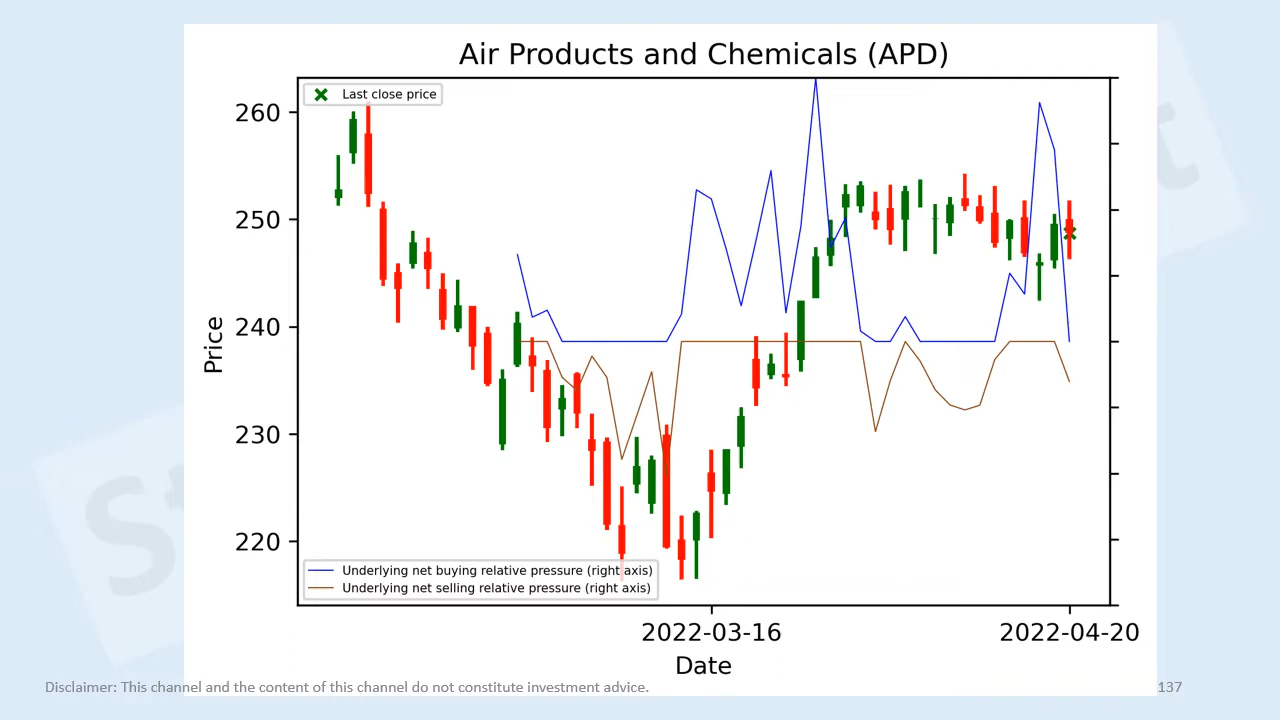 Air Products and Chemicals (APD)
Last close price
260
250
240
230
220
Price
Underlying net buying relative pressure (right axis)
Underlying net selling relative pressure (right axis)
2022-03-16
2022-04-20
Date
Disclaimer: This channel and the content of this channel do not constitute investment advice.
137